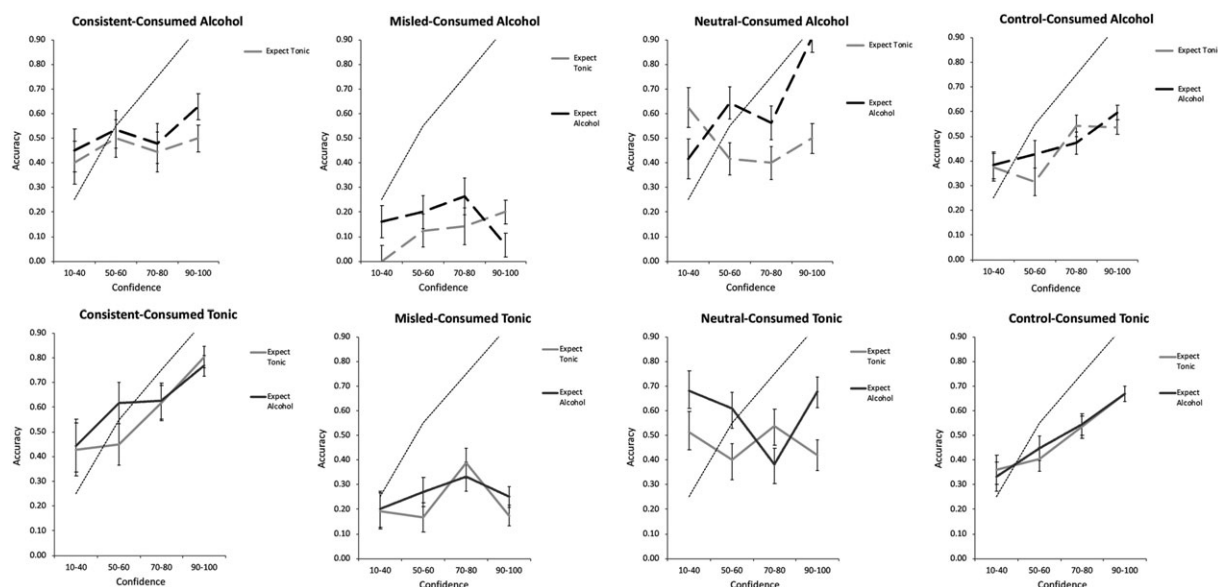 Consistent-Consumed Alcohol
0.90
0.80
0.70
0.60
0.50
0.40
0.30
0.20
0.10
0.00
Accuracy
10-40 50-60 70-80 90-100
Confidence
Expect Tonic
Misled-Consumed Alcohol
0.90
0.80
0.70
0.60
0.50
0.40
0.30
0.20
0.10
0.00
Accuracy
10-40 50-60 70-80 90-100
Confidence
Expect
Tonic
Expect
Alcohol
Neutral-Consumed Alcohol
0.90
0.80
0.70
0.60
0.50
0.40
0.30
0.20
0.10
0.00
Accuracy
10-40 50-60 70-80 90-100
Confidence
Expect Tonic
Expect
Alcohol
Control-Consumed Alcohol
0.90
0.80
0.70
0.60
0.50
0.40
0.30
0.20
0.10
0.00
Accuracy
10-40 50-60 70-80 90-100
Confidence
Expect Toni
Expect
Alcohol
Consistent-Consumed Tonic
0.90
0.80
0.70
0.60
0.50
0.40
0.30
0.20
0.10
0.00
Accuracy
10-40 50-60 70-80 90-100
Confidence
Expect
Tonic
Expect
Alcohol
Misled-Consumed Tonic
0.90
0.80
0.70
0.60
0.50
0.40
0.30
0.20
0.10
0.00
Accuracy
10-40 50-60 70-80 90-100
Confidence
Expect
Tonic
Expect
Alcohol
Neutral-Consumed Tonic
0.90
0.80
0.70
0.60
0.50
0.40
0.30
0.20
0.10
0.00
Accuracy
10-40 50-60 70-80 90-100
Confidence
Expect
Tonic
Expect
Alcohol
Control-Consumed Tonic
0.90
0.80
0.70
0.60
0.50
0.40
0.30
0.20
0.10
0.00
Accuracy
10-40 50-60 70-80 90-100
Confidence
Expect
Tonic
Expect
Alcohol